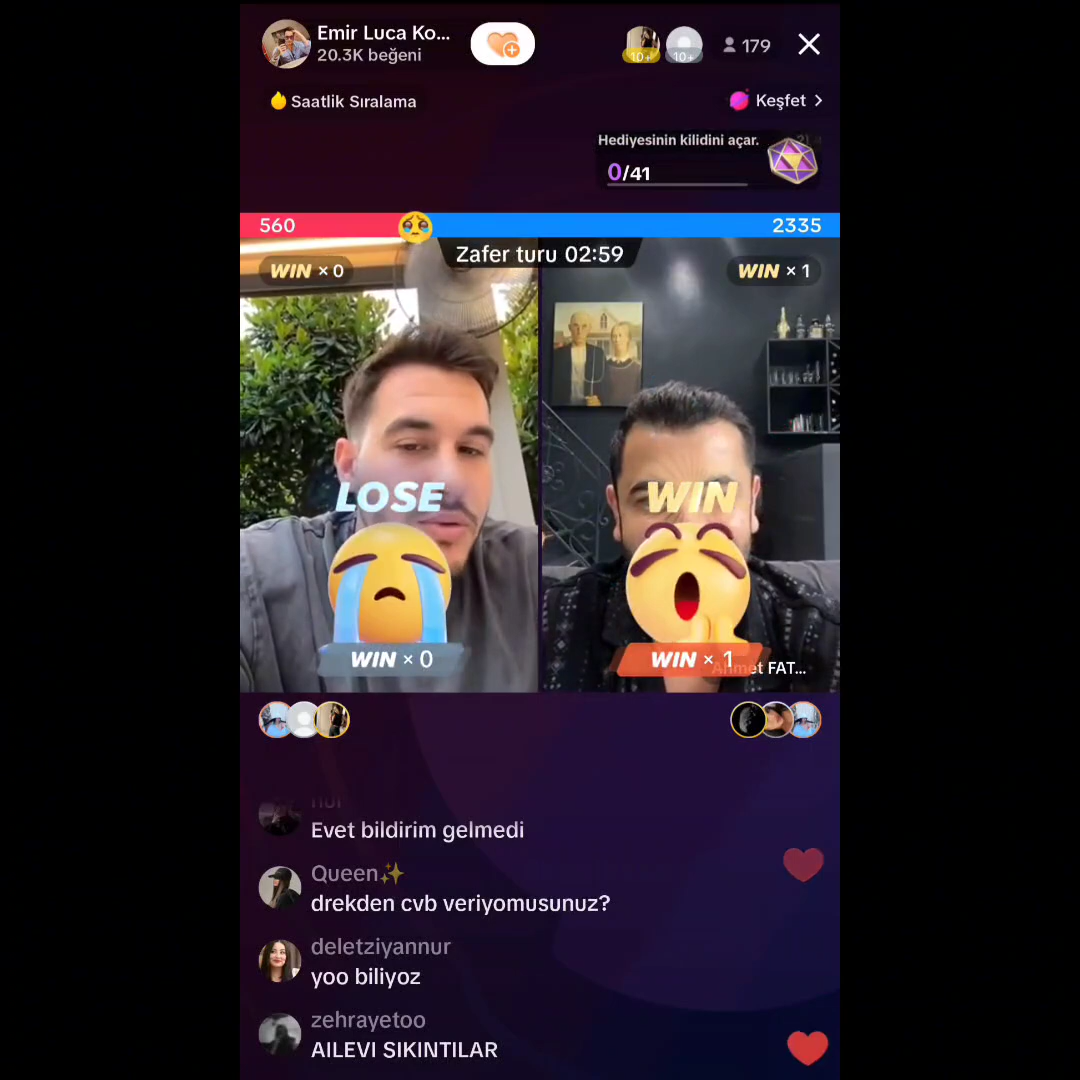 Emir Luca Ko...
20.3K beğeni
10+
10+
179
Saatlik Sıralama
Keşfet
Hediyesinin kilidini açar.
0/41
560
2335
Zafer turu 02:59
WIN × 0
WIN × 1
LOSE
WIN
WIN × 0
WIN × 1
Ahmet FAT...
Evet bildirim gelmedi
Queen✨
drekden cvb veriyomusunuz?
deletziyannur
yoo biliyoz
zehrayetoo
AILEVI SIKINTILAR